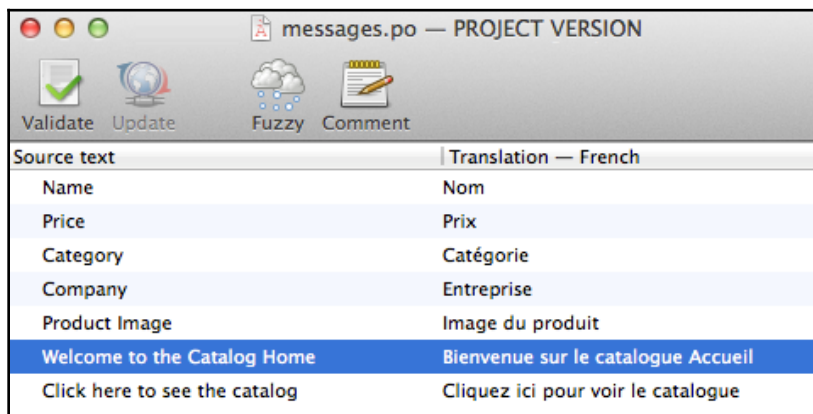 messages.po — PROJECT VERSION
Validate Update Fuzzy Comment
Source text Translation — French
Name Nom
Price Prix
Category Catégorie
Company Entreprise
Product Image Image du produit
Welcome to the Catalog Home Bienvenue sur le catalogue Accueil
Click here to see the catalog Cliquez ici pour voir le catalogue